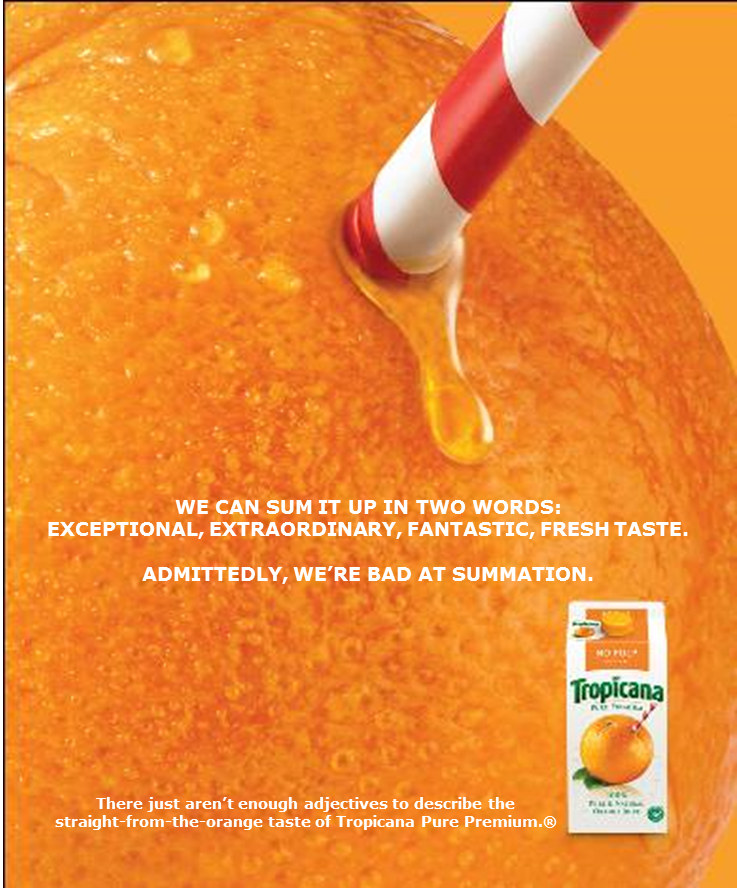 WE CAN SUM IT UP IN TWO WORDS:
EXCEPTIONAL, EXTRAORDINARY, FANTASTIC, FRESH TASTE.
ADMITTEDLY, WE’RE BAD AT SUMMATION.
Tropicana
NO PULP
Tropicana
There just aren’t enough adjectives to describe the
straight-from-the-orange taste of Tropicana Pure Premium.®